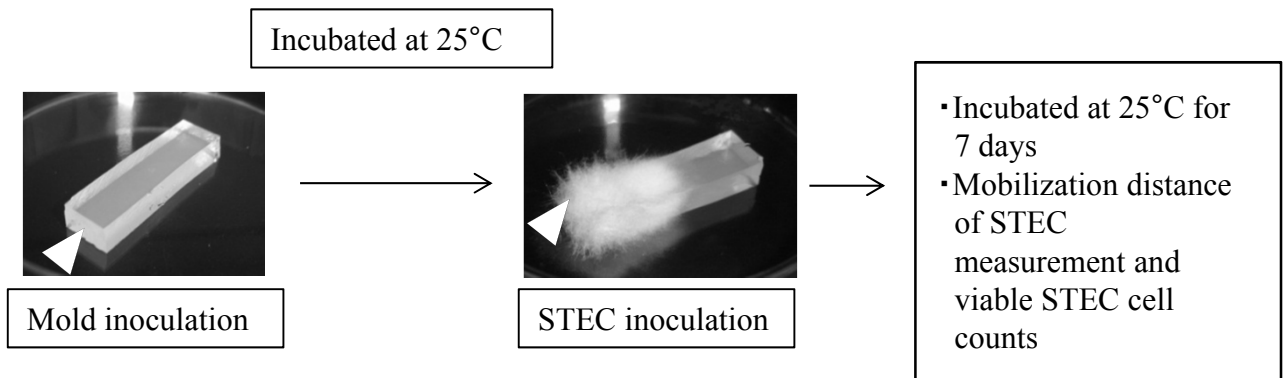 Incubated at 25°C
Mold inoculation
STEC inoculation
・Incubated at 25°C for
7 days
・Mobilization distance
of STEC
measurement and
viable STEC cell
counts